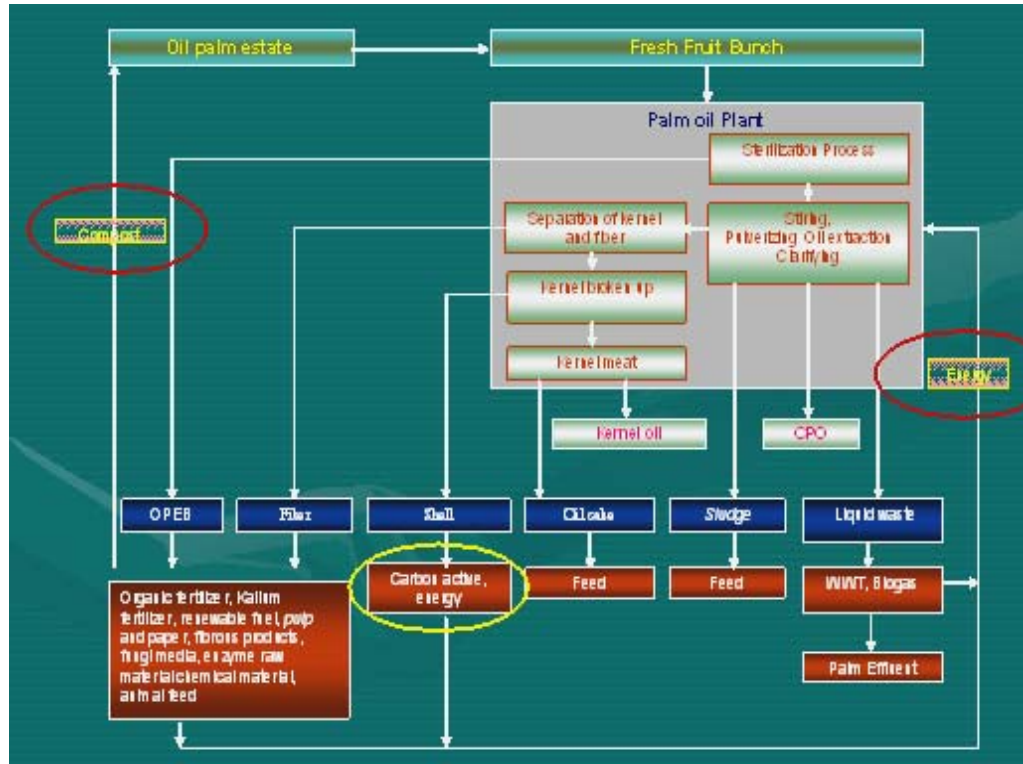 Oil palm estate
Fresh Fruit Bunch
Palm oil Plant
Sterilization Process
Compost
Separation of kernel
and fiber
Stiring,
Pulverizing Oil extraction
Clarifying
Kernel broken up
Kernel meat
Energy
Kernel oil
CPO
OPEB
Fiber
Shell
Oil cake
Sludge
Liquid waste
Carbon active,
energy
Feed
Feed
WWT, Biogas
Organic fertilizer, Kalium
fertilizer, renewable fuel, pulp
and paper, fibrous products,
fungi media, enzyme raw
material chemical material,
animal feed
Palm Effluent